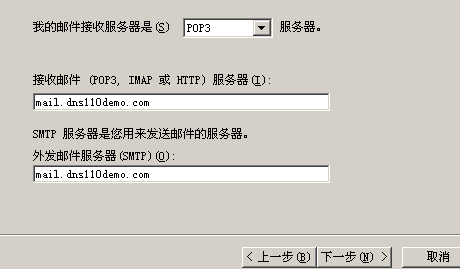 我的邮件接收服务器是(S) POP3 服务器。
接收邮件 (POP3, IMAP 或 HTTP) 服务器(I):
mail.dns110demo.com
SMTP 服务器是您用来发送邮件的服务器。
外发邮件服务器(SMTP)(O):
mail.dns110demo.com
< 上一步(B) 下一步(N) > 取消